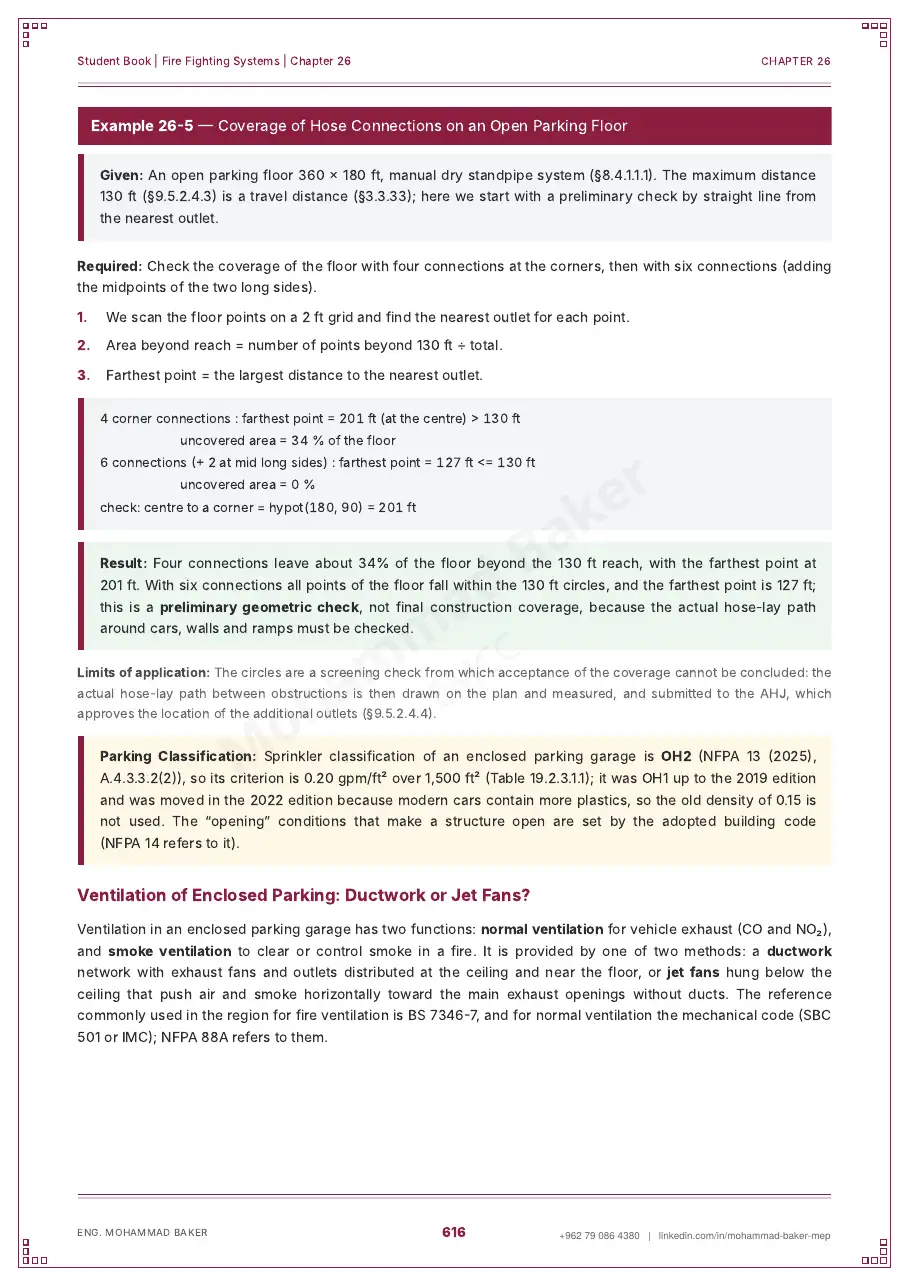 Student Book | Fire Fighting Systems | Chapter 26
CHAPTER 26
Example 26-5 — Coverage of Hose Connections on an Open Parking Floor
Given: An open parking floor 360 × 180 ft, manual dry standpipe system (§8.4.1.1.1). The maximum distance
130 ft (§9.5.2.4.3) is a travel distance (§3.3.33); here we start with a preliminary check by straight line from
the nearest outlet.
Required: Check the coverage of the floor with four connections at the corners, then with six connections (adding
the midpoints of the two long sides).
1. We scan the floor points on a 2 ft grid and find the nearest outlet for each point.
2. Area beyond reach = number of points beyond 130 ft ÷ total.
3. Farthest point = the largest distance to the nearest outlet.
4 corner connections : farthest point = 201 ft (at the centre) > 130 ft
uncovered area = 34 % of the floor
6 connections (+ 2 at mid long sides) : farthest point = 127 ft <= 130 ft
uncovered area = 0 %
check: centre to a corner = hypot(180, 90) = 201 ft
Result: Four connections leave about 34% of the floor beyond the 130 ft reach, with the farthest point at
201 ft. With six connections all points of the floor fall within the 130 ft circles, and the farthest point is 127 ft;
this is a preliminary geometric check, not final construction coverage, because the actual hose-lay path
around cars, walls and ramps must be checked.
Limits of application: The circles are a screening check from which acceptance of the coverage cannot be concluded: the
actual hose-lay path between obstructions is then drawn on the plan and measured, and submitted to the AHJ, which
approves the location of the additional outlets (§9.5.2.4.4).
Parking Classification: Sprinkler classification of an enclosed parking garage is OH2 (NFPA 13 (2025),
A.4.3.3.2(2)), so its criterion is 0.20 gpm/ft² over 1,500 ft² (Table 19.2.3.1.1); it was OH1 up to the 2019 edition
and was moved in the 2022 edition because modern cars contain more plastics, so the old density of 0.15 is
not used. The “opening” conditions that make a structure open are set by the adopted building code
(NFPA 14 refers to it).
Ventilation of Enclosed Parking: Ductwork or Jet Fans?
Ventilation in an enclosed parking garage has two functions: normal ventilation for vehicle exhaust (CO and NO₂),
and smoke ventilation to clear or control smoke in a fire. It is provided by one of two methods: a ductwork
network with exhaust fans and outlets distributed at the ceiling and near the floor, or jet fans hung below the
ceiling that push air and smoke horizontally toward the main exhaust openings without ducts. The reference
commonly used in the region for fire ventilation is BS 7346-7, and for normal ventilation the mechanical code (SBC
501 or IMC); NFPA 88A refers to them.
Mohammad Baker
ENG. MOHAMMAD BAKER
616
+962 79 086 4380 | linkedin.com/in/mohammad-baker-mep